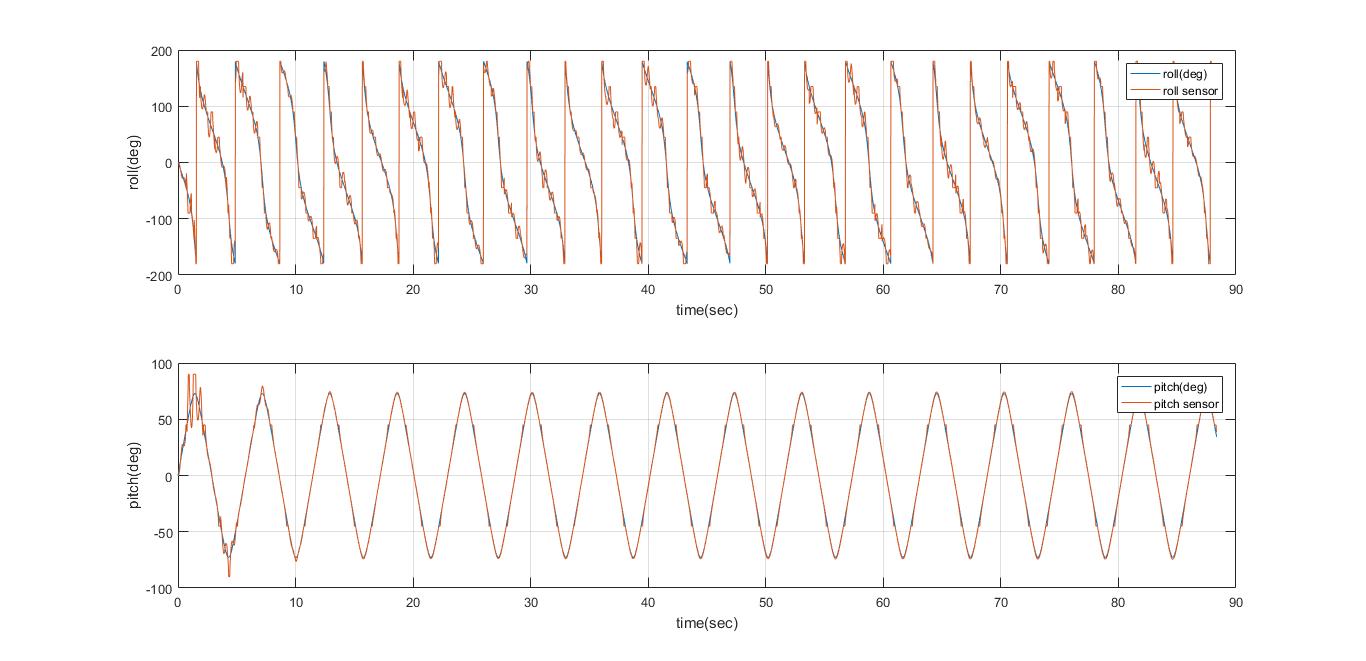 200
100
0
-100
-200
roll(deg)
roll(deg)
roll sensor
0 10 20 30 40 50 60 70 80 90
time(sec)
100
50
0
-50
-100
pitch(deg)
pitch(deg)
pitch sensor
0 10 20 30 40 50 60 70 80 90
time(sec)